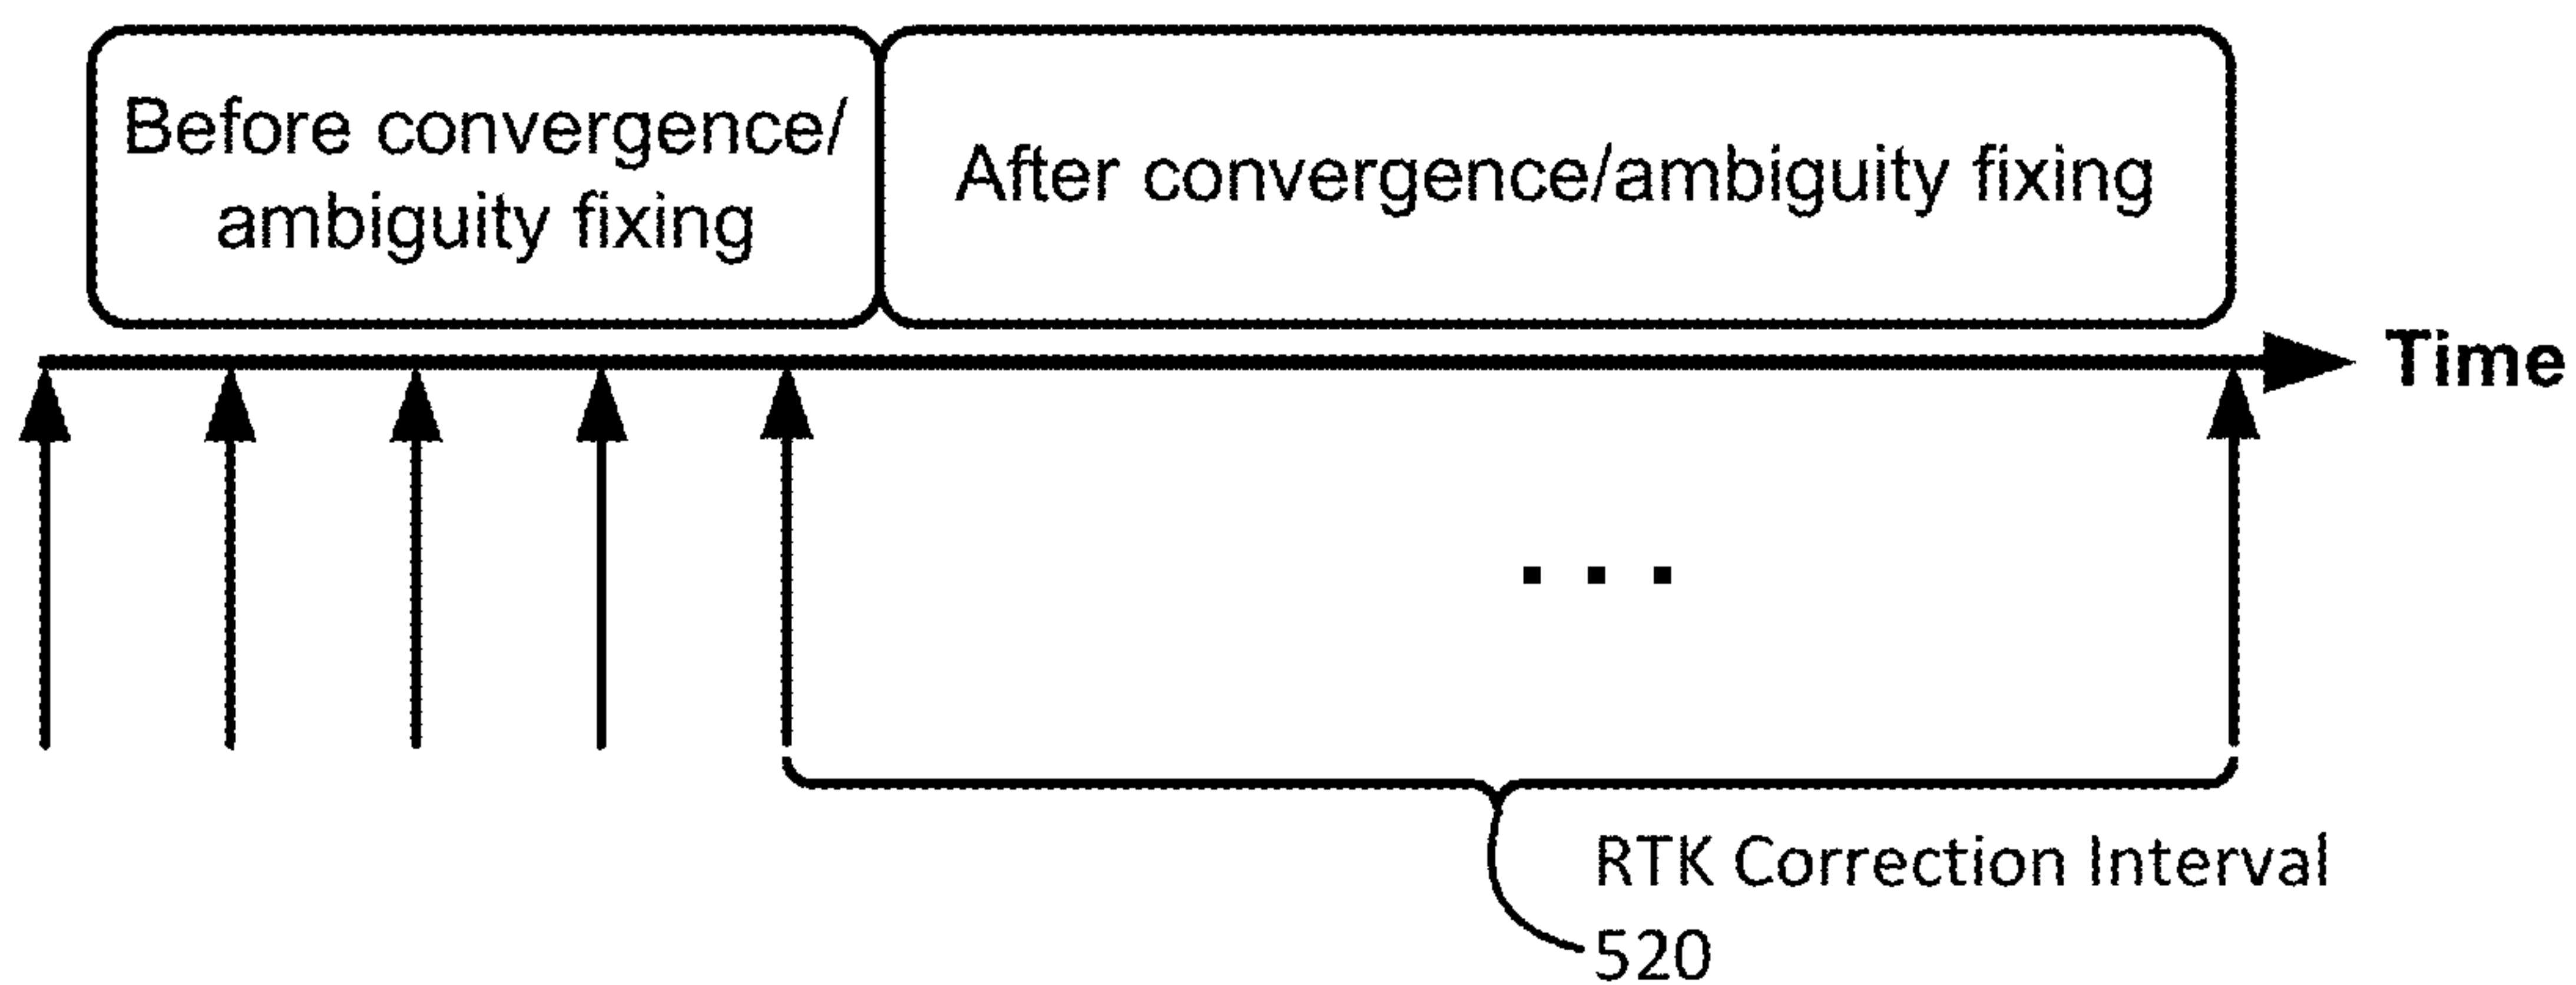 Before convergence/
ambiguity fixing
After convergence/ambiguity fixing
Time
. . .
RTK Correction Interval
520